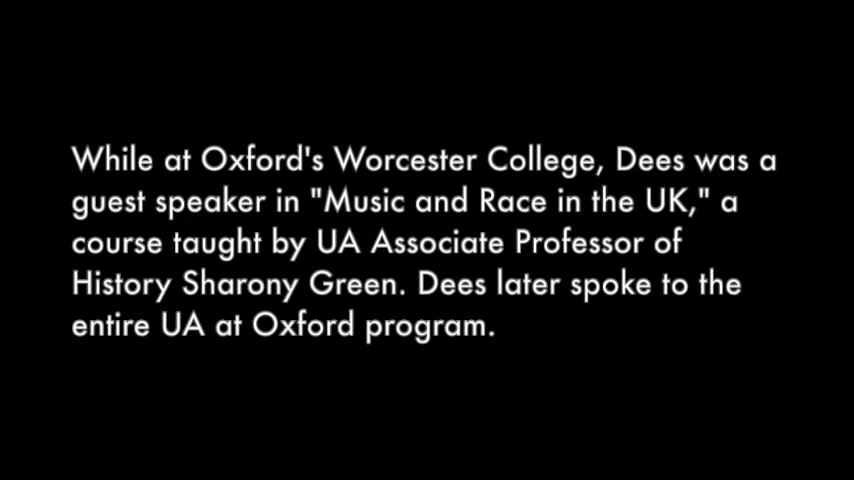 While at Oxford's Worcester College, Dees was a
guest speaker in "Music and Race in the UK," a
course taught by UA Associate Professor of
History Sharony Green. Dees later spoke to the
entire UA at Oxford program.